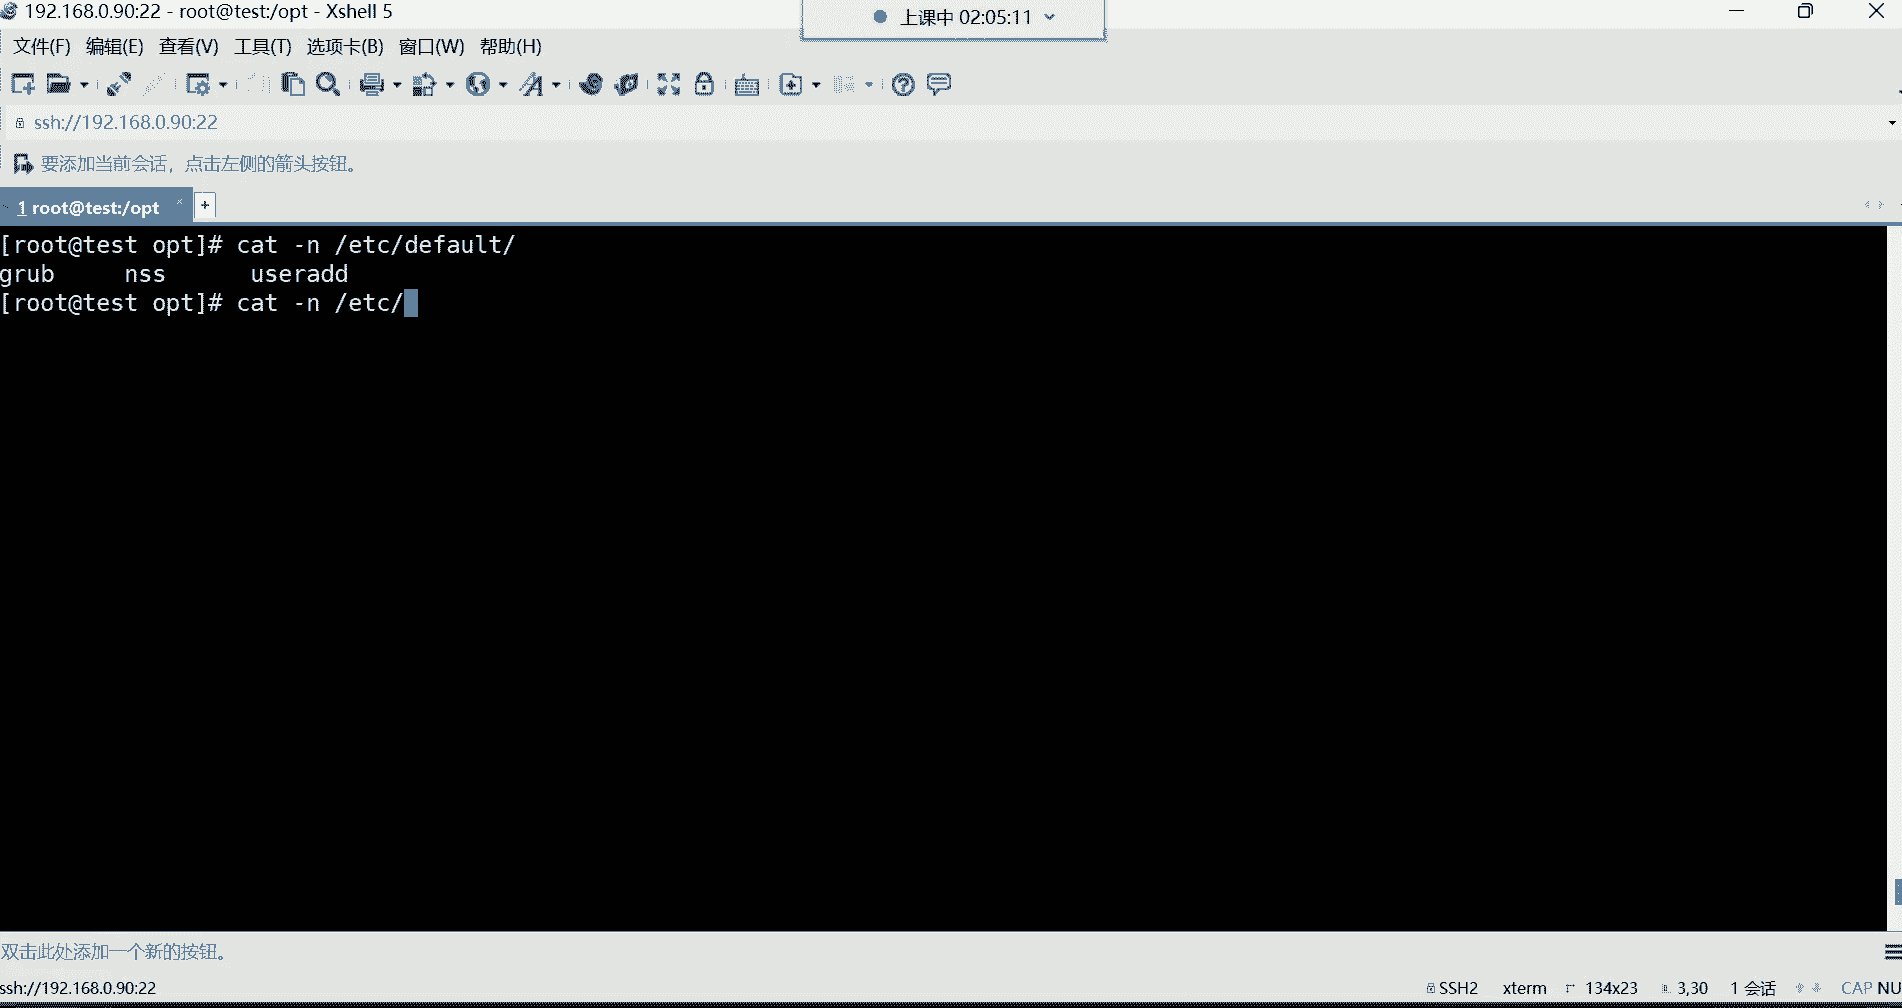 192.168.0.90:22 - root@test:/opt - Xshell 5
上课中 02:05:11
文件(F) 编辑(E) 查看(V) 工具(T) 选项卡(B) 窗口(W) 帮助(H)
ssh://192.168.0.90:22
要添加当前会话，点击左侧的箭头按钮。
1 root@test:/opt
[root@test opt]# cat -n /etc/default/
grub     nss      useradd
[root@test opt]# cat -n /etc/
双击此处添加一个新的按钮。
ssh://192.168.0.90:22 SSH2 xterm 134x23 3,30 1 会话 CAP NU